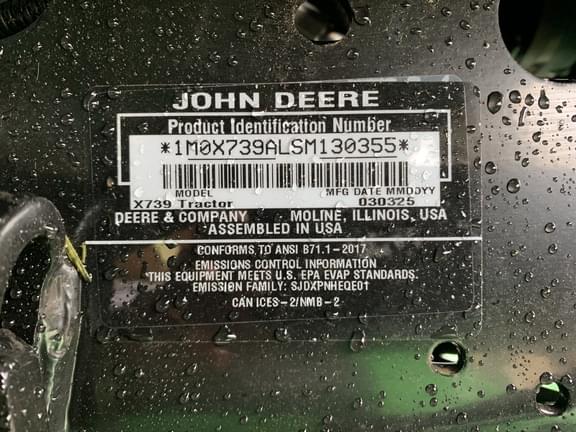 JOHN DEERE
Product Identification Number
*1M0X739ALSM130355*
MODEL MFG DATE MMDDYY
X739 Tractor 030325
DEERE & COMPANY MOLINE, ILLINOIS, USA
ASSEMBLED IN USA
CONFORMS TO ANSI B71.1-2017
EMISSIONS CONTROL INFORMATION
THIS EQUIPMENT MEETS U.S. EPA EVAP STANDARDS.
EMISSION FAMILY: SJDXPNHEQE01
CAN ICES-2/NMB-2